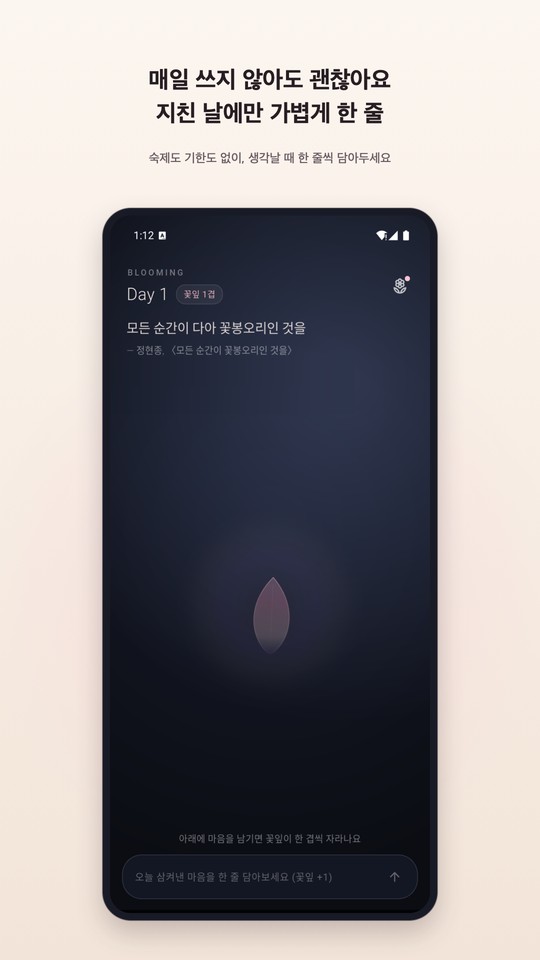 매일 쓰지 않아도 괜찮아요
지친 날에만 가볍게 한 줄
숙제도 기한도 없이, 생각날 때 한 줄씩 담아두세요
1:12 A
BLOOMING
Day 1 꽃잎 1겹
모든 순간이 다아 꽃봉오리인 것을
— 정현종, 〈모든 순간이 꽃봉오리인 것을〉
아래에 마음을 남기면 꽃잎이 한 겹씩 자라나요
오늘 삼켜낸 마음을 한 줄 담아보세요 (꽃잎 +1)